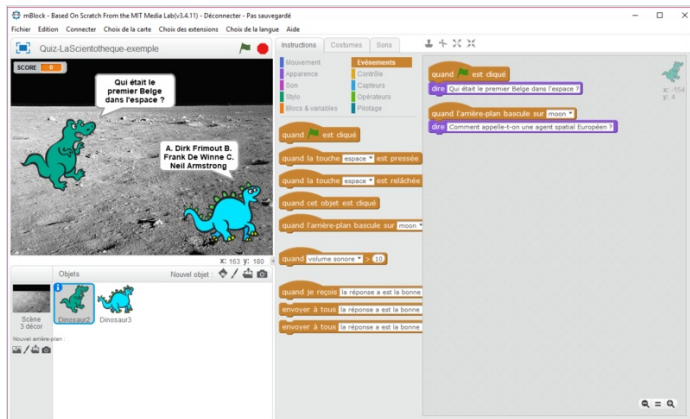 mBlock - Based On Scratch From the MIT Media Lab(v3.4.11) - Déconnecter - Pas sauvegardé
Fichier Edition Connecter Choix de la carte Choix des extensions Choix de la langue Aide
Quiz-LaScientotheque-exemple
SCORE 0
Qui était le
premier Belge
dans l'espace ?
A. Dirk Frimout B.
Frank De Winne C.
Neil Armstrong
x: 163 y: 180
Objets
Nouvel objet :
Scène
3 décor
Nouvel arrière-plan :
Dinosaur2
Dinosaur3
Instructions
Costumes
Sons
Mouvement
Evénements
Apparence
Contrôle
Son
Capteurs
Stylo
Opérateurs
Blocs & variables
Pilotage
quand est cliqué
quand la touche espace est pressée
quand la touche espace est relâchée
quand cet objet est cliqué
quand l'arrière-plan bascule sur moon
quand volume sonore > 10
quand je reçois la réponse a est la bonne
envoyer à tous la réponse a est la bonne
envoyer à tous la réponse a est la bonne
quand est cliqué
dire Qui était le premier Belge dans l'espace ?
quand l'arrière-plan bascule sur moon
dire Comment appelle-t-on une agent spatial Européen ?
x: -154
y: 4